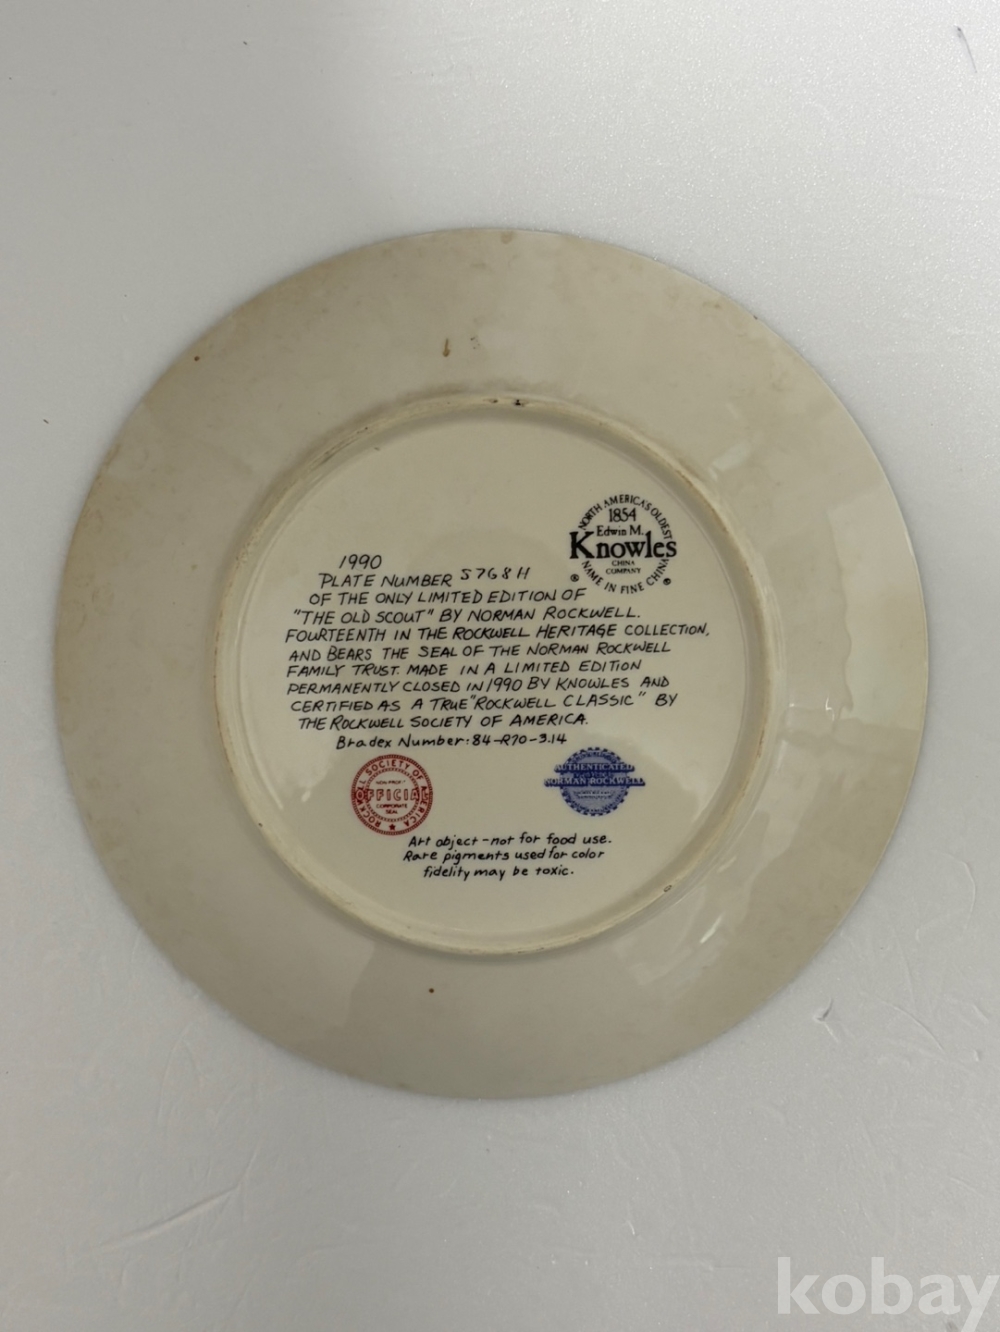 NORTH AMERICA'S OLDEST
1854
Edwin M.
Knowles
CHINA
COMPANY
NAME IN FINE CHINA
® ®
1990
PLATE NUMBER 5768H
OF THE ONLY LIMITED EDITION OF
"THE OLD SCOUT" BY NORMAN ROCKWELL.
FOURTEENTH IN THE ROCKWELL HERITAGE COLLECTION,
AND BEARS THE SEAL OF THE NORMAN ROCKWELL
FAMILY TRUST. MADE IN A LIMITED EDITION
PERMANENTLY CLOSED IN 1990 BY KNOWLES AND
CERTIFIED AS A TRUE "ROCKWELL CLASSIC" BY
THE ROCKWELL SOCIETY OF AMERICA.
Bradex Number: 84-R70-3.14
ROCKWELL SOCIETY OF AMERICA
NON-PROFIT
OFFICIAL
CORPORATE
SEAL
AUTHENTICATED
NORMAN ROCKWELL
Art object - not for food use.
Rare pigments used for color
fidelity may be toxic.
kobay